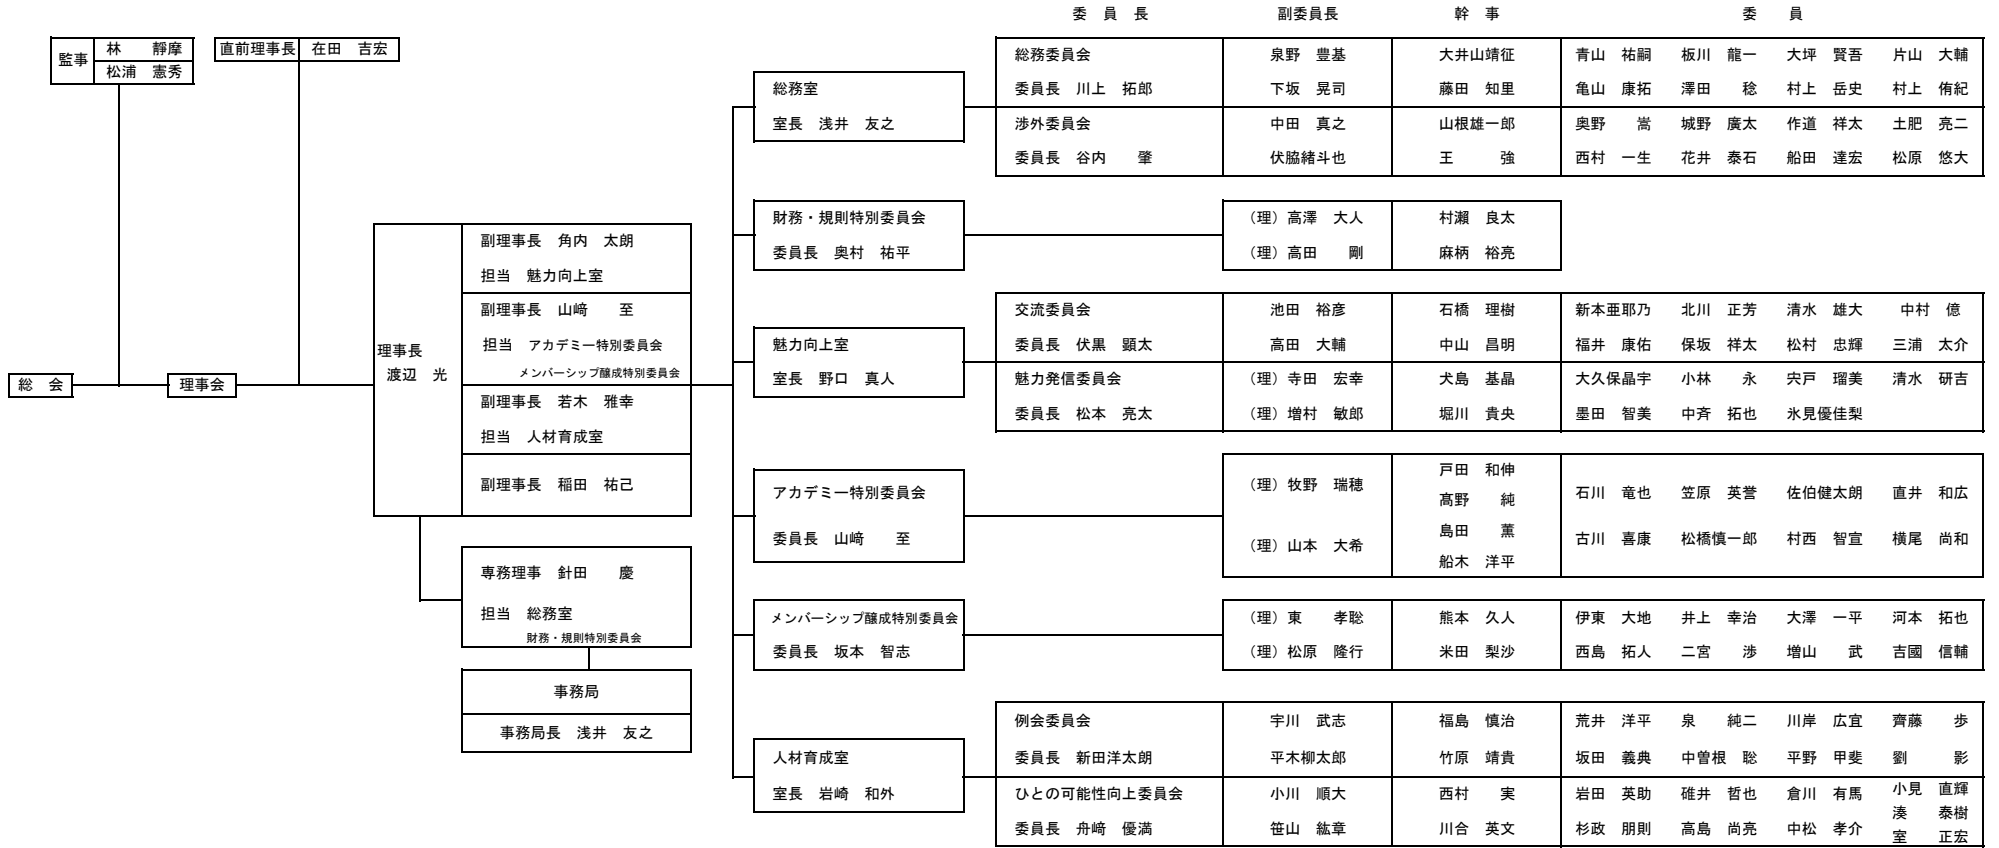 委　員　長　副委員長　幹　事　委　員
監事　林　靜摩
松浦　憲秀
直前理事長　在田　吉宏
総　会
理事会
理事長
渡辺　光
副理事長　角内　太朗
担当　魅力向上室
副理事長　山﨑　至
担当　アカデミー特別委員会
メンバーシップ醸成特別委員会
副理事長　若木　雅幸
担当　人材育成室
副理事長　稲田　祐己
専務理事　針田　慶
担当　総務室
財務・規則特別委員会
事務局
事務局長　浅井　友之
総務室
室長　浅井　友之
総務委員会　泉野　豊基　大井山靖征　青山　祐嗣　板川　龍一　大坪　賢吾　片山　大輔
委員長　川上　拓郎　下坂　晃司　藤田　知里　亀山　康拓　澤田　稔　村上　岳史　村上　侑紀
渉外委員会　中田　真之　山根雄一郎　奥野　嵩　城野　廣太　作道　祥太　土肥　亮二
委員長　谷内　肇　伏脇緒斗也　王　強　西村　一生　花井　泰石　船田　達宏　松原　悠大
財務・規則特別委員会　（理）高澤　大人　村瀬　良太
委員長　奥村　祐平　（理）高田　剛　麻柄　裕亮
魅力向上室
室長　野口　真人
交流委員会　池田　裕彦　石橋　理樹　新本亜耶乃　北川　正芳　清水　雄大　中村　億
委員長　伏黒　顕太　高田　大輔　中山　昌明　福井　康佑　保坂　祥太　松村　忠輝　三浦　太介
魅力発信委員会　（理）寺田　宏幸　犬島　基晶　大久保晶宇　小林　永　宍戸　瑠美　清水　研吉
委員長　松本　亮太　（理）増村　敏郎　堀川　貴央　墨田　智美　中斉　拓也　氷見優佳梨
アカデミー特別委員会
委員長　山﨑　至
（理）牧野　瑞穂
（理）山本　大希
戸田　和伸
髙野　純
島田　薫
船木　洋平
石川　竜也　笠原　英誉　佐伯健太朗　直井　和広
古川　喜康　松橋慎一郎　村西　智宣　横尾　尚和
メンバーシップ醸成特別委員会　（理）東　孝聡　熊本　久人　伊東　大地　井上　幸治　大澤　一平　河本　拓也
委員長　坂本　智志　（理）松原　隆行　米田　梨沙　西島　拓人　二宮　渉　増山　武　吉國　信輔
人材育成室
室長　岩崎　和外
例会委員会　宇川　武志　福島　慎治　荒井　洋平　泉　純二　川岸　広宜　齊藤　歩
委員長　新田洋太朗　平木柳太郎　竹原　靖貴　坂田　義典　中曽根　聡　平野　甲斐　劉　影
ひとの可能性向上委員会　小川　順大　西村　実　岩田　英助　碓井　哲也　倉川　有馬　小見　直輝
湊　泰樹
委員長　舟﨑　優満　笹山　紘章　川合　英文　杉政　朋則　高島　尚亮　中松　孝介　室　正宏